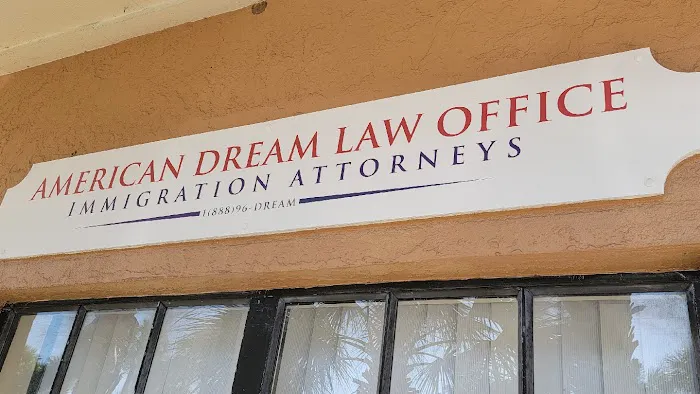 AMERICAN DREAM LAW OFFICE
IMMIGRATION ATTORNEYS
1(888)96-DREAM